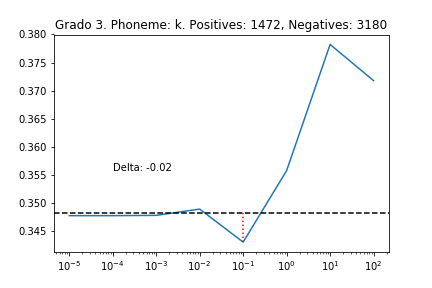 Grado 3. Phoneme: k. Positives: 1472, Negatives: 3180
0.380
0.375
0.370
0.365
0.360
0.355
0.350
0.345
Delta: -0.02
10⁻⁵ 10⁻⁴ 10⁻³ 10⁻² 10⁻¹ 10⁰ 10¹ 10²